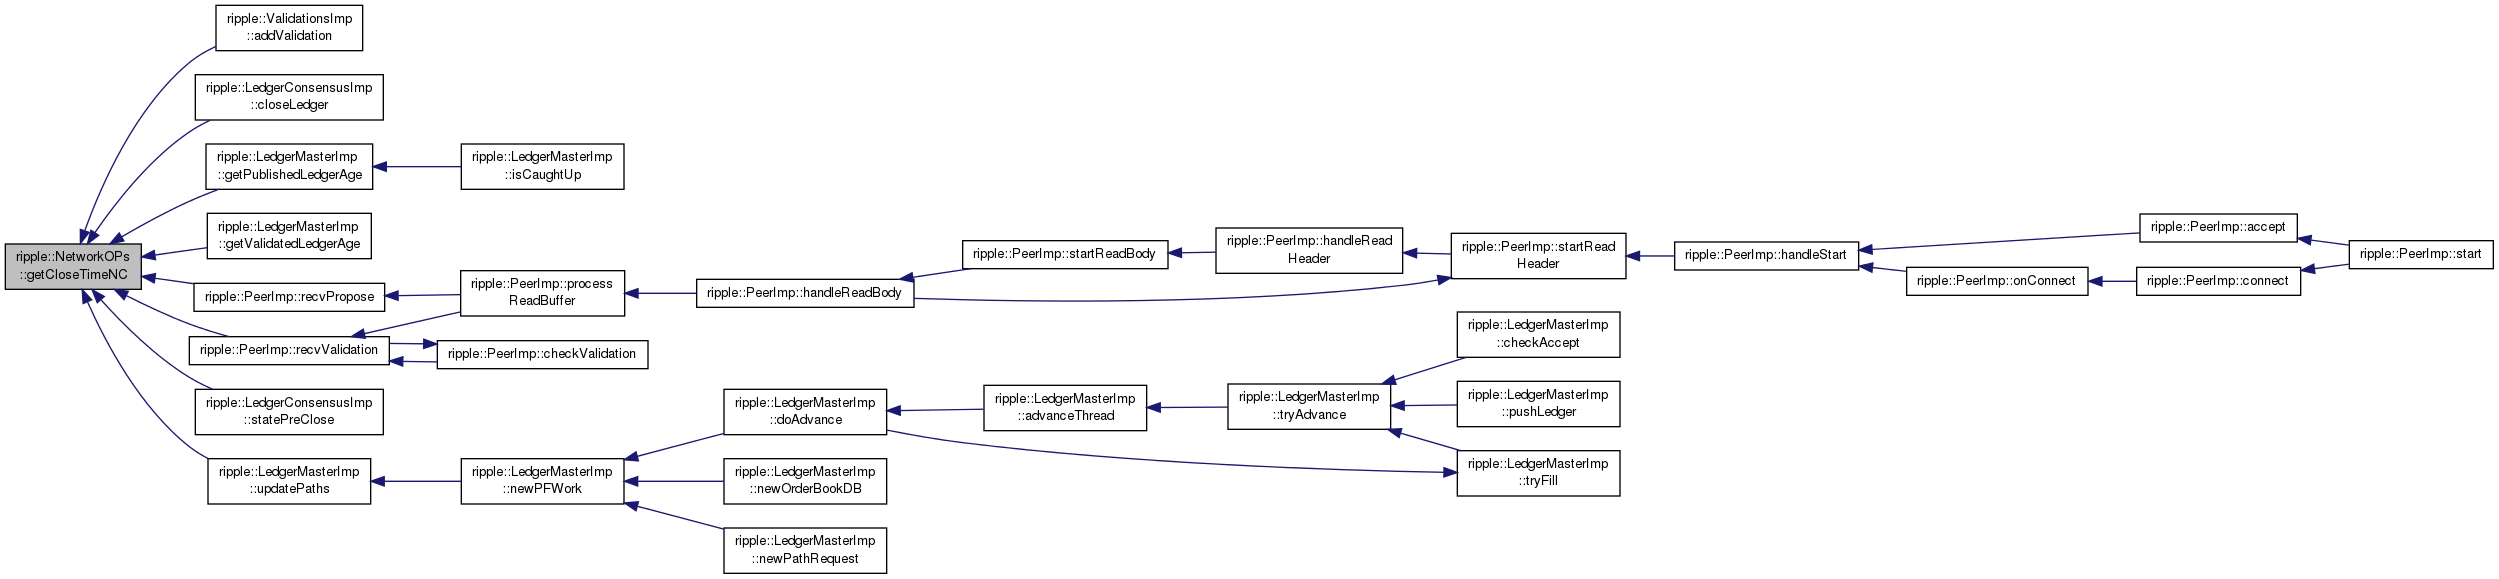 ripple::NetworkOPs
::getCloseTimeNC
ripple::ValidationsImp
::addValidation
ripple::LedgerConsensusImp
::closeLedger
ripple::LedgerMasterImp
::getPublishedLedgerAge
ripple::LedgerMasterImp
::isCaughtUp
ripple::LedgerMasterImp
::getValidatedLedgerAge
ripple::PeerImp::recvPropose
ripple::PeerImp::process
ReadBuffer
ripple::PeerImp::handleReadBody
ripple::PeerImp::startReadBody
ripple::PeerImp::handleRead
Header
ripple::PeerImp::startRead
Header
ripple::PeerImp::handleStart
ripple::PeerImp::accept
ripple::PeerImp::onConnect
ripple::PeerImp::connect
ripple::PeerImp::start
ripple::PeerImp::recvValidation
ripple::PeerImp::checkValidation
ripple::LedgerConsensusImp
::statePreClose
ripple::LedgerMasterImp
::updatePaths
ripple::LedgerMasterImp
::newPFWork
ripple::LedgerMasterImp
::doAdvance
ripple::LedgerMasterImp
::advanceThread
ripple::LedgerMasterImp
::tryAdvance
ripple::LedgerMasterImp
::checkAccept
ripple::LedgerMasterImp
::pushLedger
ripple::LedgerMasterImp
::tryFill
ripple::LedgerMasterImp
::newOrderBookDB
ripple::LedgerMasterImp
::newPathRequest